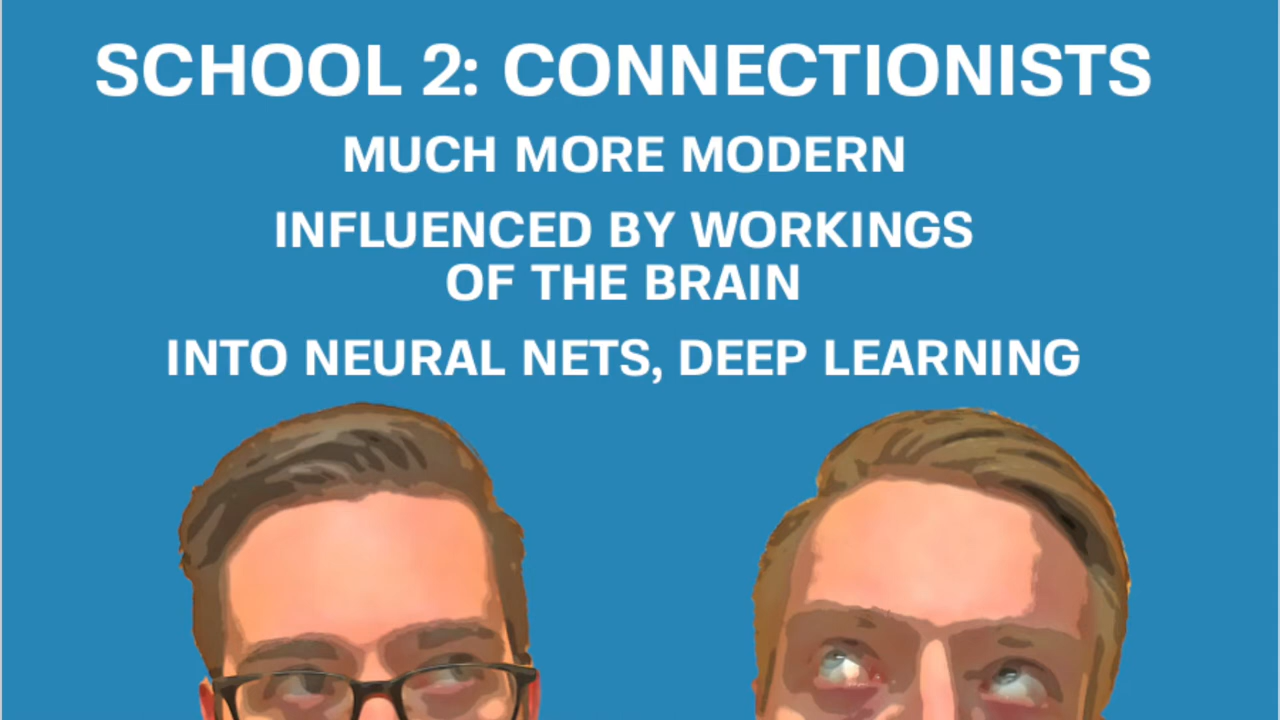 SCHOOL 2: CONNECTIONISTS
MUCH MORE MODERN
INFLUENCED BY WORKINGS
OF THE BRAIN
INTO NEURAL NETS, DEEP LEARNING